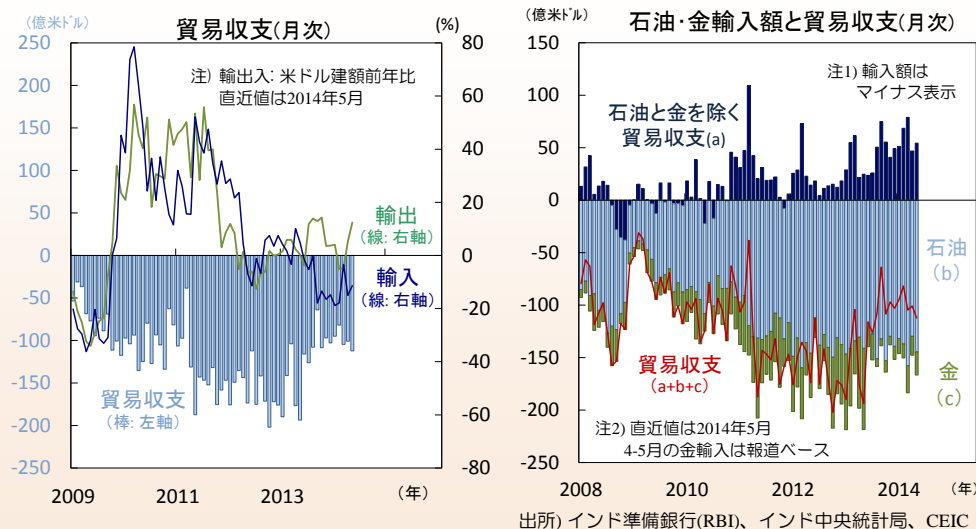 貿易収支(月次)
(億米ドル)
(%)
250
200
150
100
50
0
-50
-100
-150
-200
-250
80
60
40
20
0
-20
-40
-60
-80
注) 輸出入: 米ドル建額前年比
直近値は2014年5月
輸出
(線: 右軸)
輸入
(線: 右軸)
貿易収支
(棒: 左軸)
2009
2011
2013
(年)
石油･金輸入額と貿易収支(月次)
(億米ドル)
150
100
50
0
-50
-100
-150
-200
-250
注1) 輸入額は
マイナス表示
石油と金を除く
貿易収支(a)
石油
(b)
貿易収支
(a+b+c)
金
(c)
注2) 直近値は2014年5月
4-5月の金輸入は報道ベース
2008
2010
2012
2014
(年)
出所) インド準備銀行(RBI)、インド中央統計局、CEIC